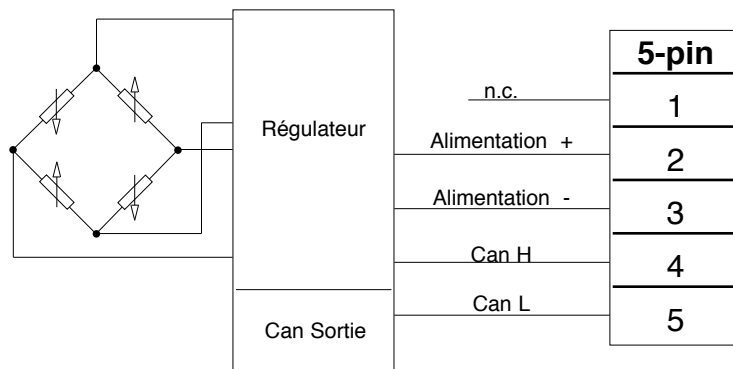 5-pin
n.c.
1
Régulateur
Alimentation +
2
Alimentation -
3
Can H
4
Can L
5
Can Sortie